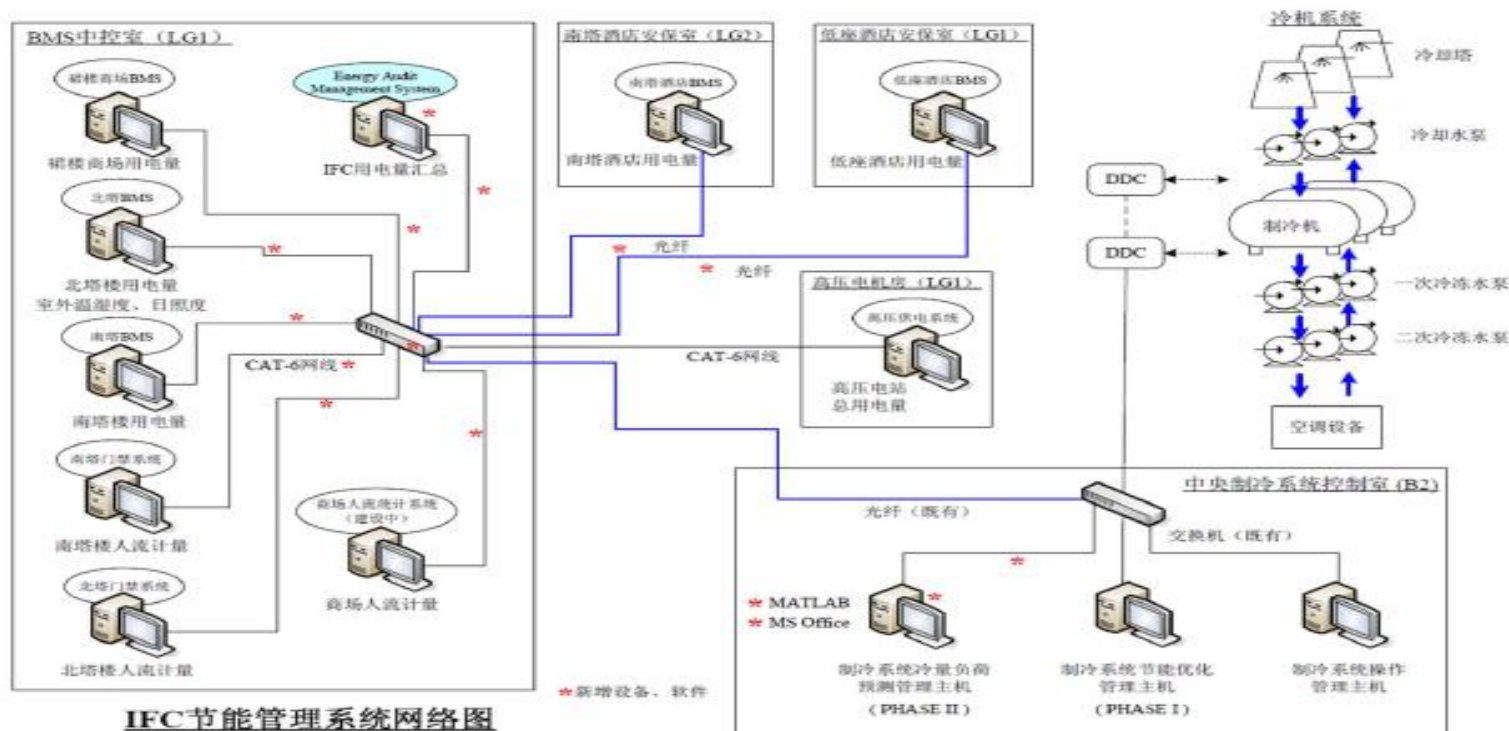 BMS中控室（LG1）
裙楼商场BMS
裙楼商场用电量
Energy Audit
Management System
*
IFC用电量汇总
*
*
北塔BMS
*
北塔楼用电量
室外温湿度、日照度
南塔BMS
*
南塔楼用电量
CAT-6网线*
*
*
*
南塔门禁系统
南塔楼人流计量
商场人流统计系统
（建设中）
商场人流计量
北塔门禁系统
北塔楼人流计量
南塔酒店安保室（LG2）
南塔酒店BMS
南塔酒店用电量
低座酒店安保室（LG1）
低座酒店BMS
低座酒店用电量
* 光纤
* 光纤
高压电机房（LG1）
高压供电系统
CAT-6网线
高压电站
总用电量
冷机系统
冷却塔
冷却水泵
DDC
制冷机
DDC
一次冷冻水泵
二次冷冻水泵
空调设备
中央制冷系统控制室 (B2)
光纤（既有）
交换机（既有）
*
*
* MATLAB
* MS Office
制冷系统冷量负荷
预测管理主机
( PHASE II )
制冷系统节能优化
管理主机
( PHASE I )
制冷系统操作
管理主机
*新增设备、软件
IFC节能管理系统网络图